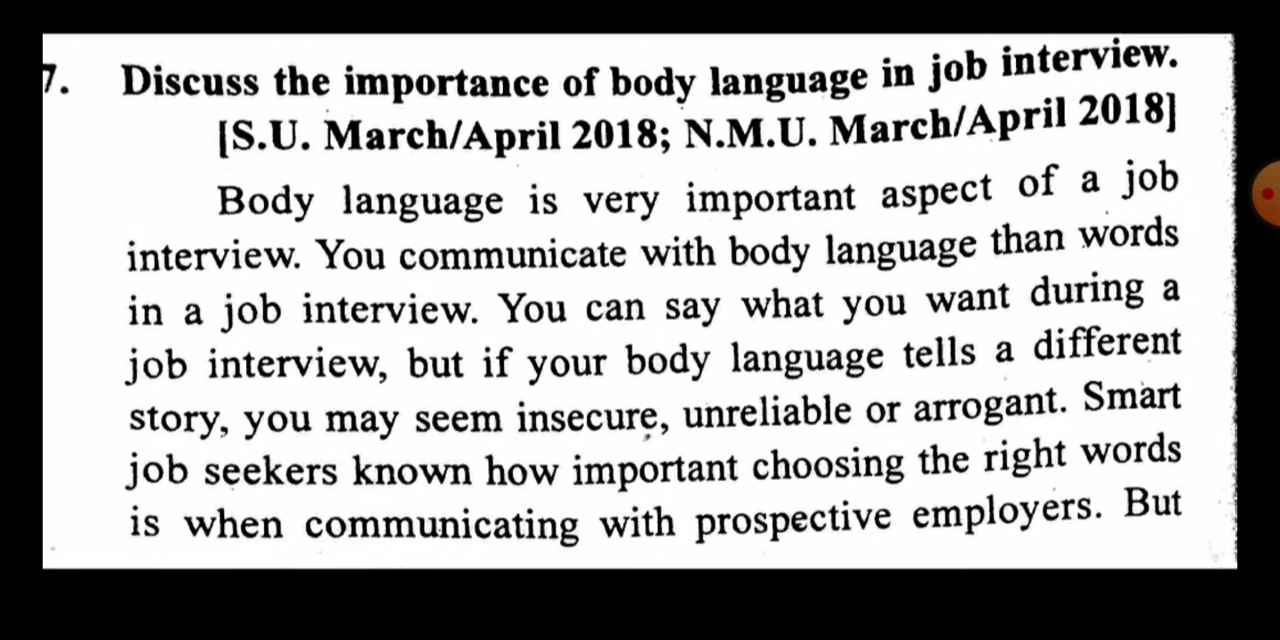 7. Discuss the importance of body language in job interview.
[S.U. March/April 2018; N.M.U. March/April 2018]
Body language is very important aspect of a job
interview. You communicate with body language than words
in a job interview. You can say what you want during a
job interview, but if your body language tells a different
story, you may seem insecure, unreliable or arrogant. Smart
job seekers known how important choosing the right words
is when communicating with prospective employers. But